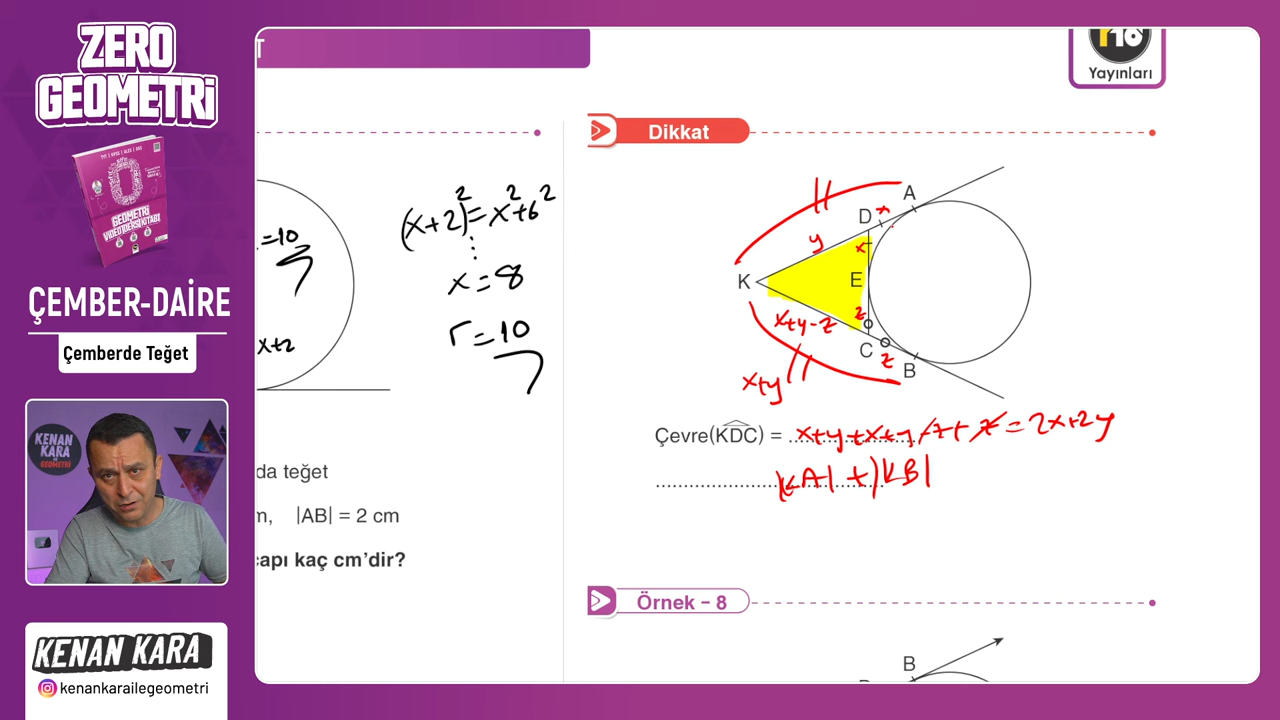 ZERO
GEOMETRİ
GEOMETRİ
VİDEO DERS KİTABI
ÇEMBER-DAİRE
Çemberde Teğet
KENAN
KARA
GEOMETRİ
KENAN KARA
kenankarailegeometri
T
=10
x+2
(x+2)²=x²+6²
⋮
x=8
r=10
da teğet
m, |AB| = 2 cm
apı kaç cm'dir?
Yayınları
Dikkat
A
D x
y x
K E
x+y-z z
C z
B
x+y
Çevre(KDC) = x+y+x+y-z+z=2x+2y
|KA| + |KB|
Örnek – 8
B